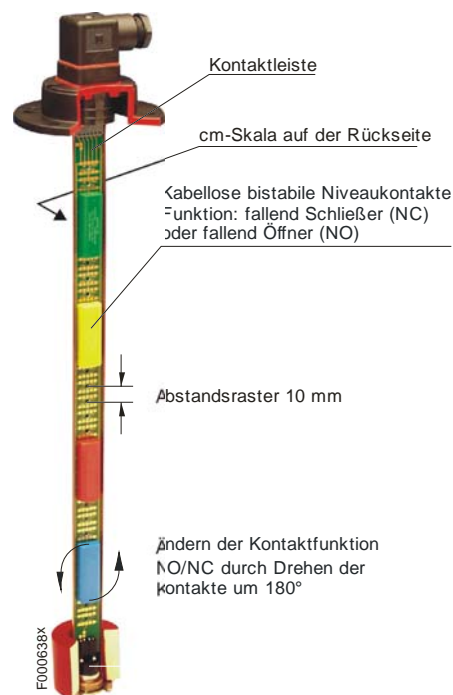 Kontaktleiste
cm-Skala auf der Rückseite
Kabellose bistabile Niveaukontakte
Funktion: fallend Schließer (NC)
oder fallend Öffner (NO)
Abstandsraster 10 mm
Ändern der Kontaktfunktion
NO/NC durch Drehen der
Kontakte um 180°
F000638X